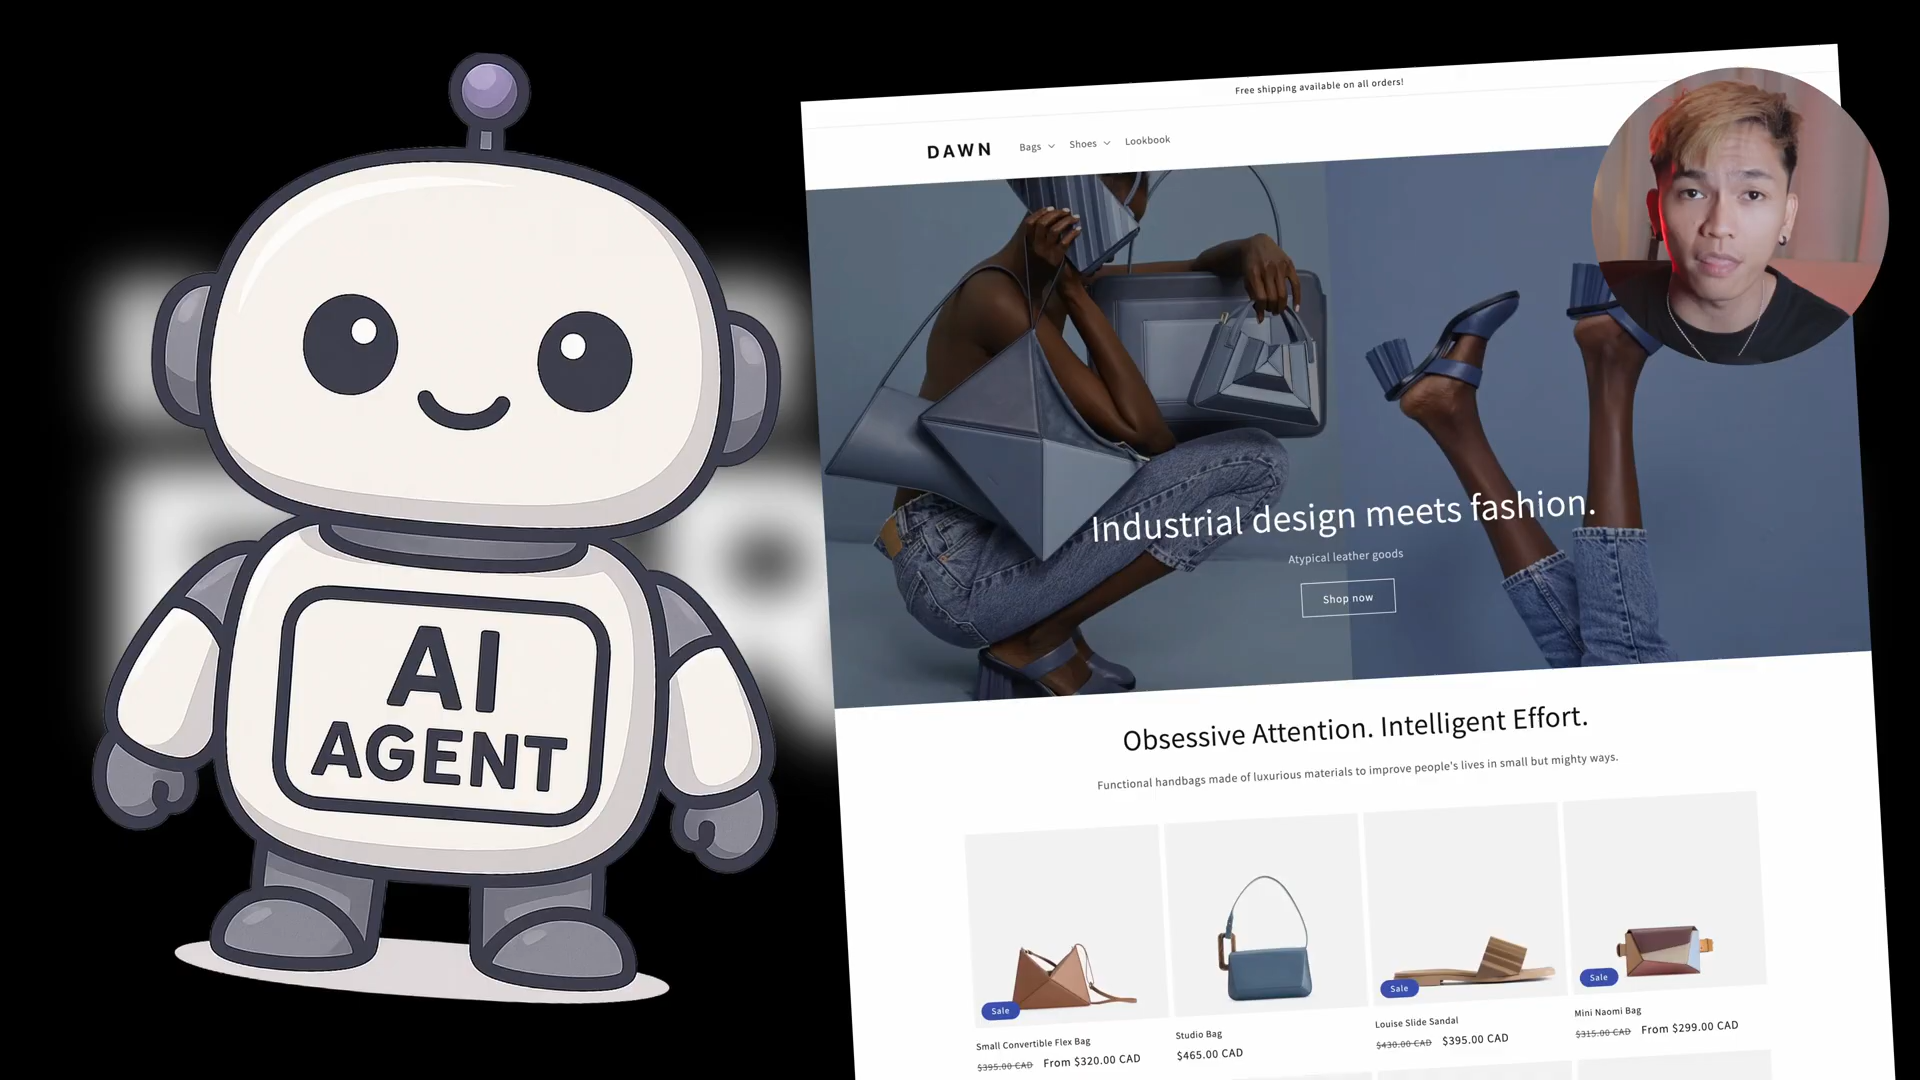 AI
AGENT
Free shipping available on all orders!
DAWN Bags Shoes Lookbook
Industrial design meets fashion.
Atypical leather goods
Shop now
Obsessive Attention. Intelligent Effort.
Functional handbags made of luxurious materials to improve people's lives in small but mighty ways.
Sale
Small Convertible Flex Bag
$395.00 CAD From $320.00 CAD
Studio Bag
$465.00 CAD
Sale
Louise Slide Sandal
$430.00 CAD $395.00 CAD
Sale
Mini Naomi Bag
$315.00 CAD From $299.00 CAD